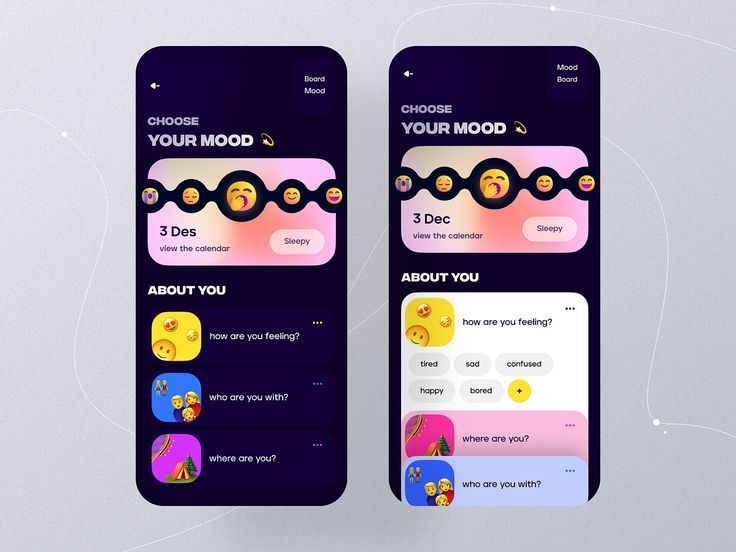 Board
Mood
CHOOSE
YOUR MOOD
3 Des
view the calendar
Sleepy
ABOUT YOU
how are you feeling?
who are you with?
where are you?
Mood
Board
CHOOSE
YOUR MOOD
3 Dec
view the calendar
Sleepy
ABOUT YOU
how are you feeling?
tired sad confused
happy bored +
where are you?
who are you with?